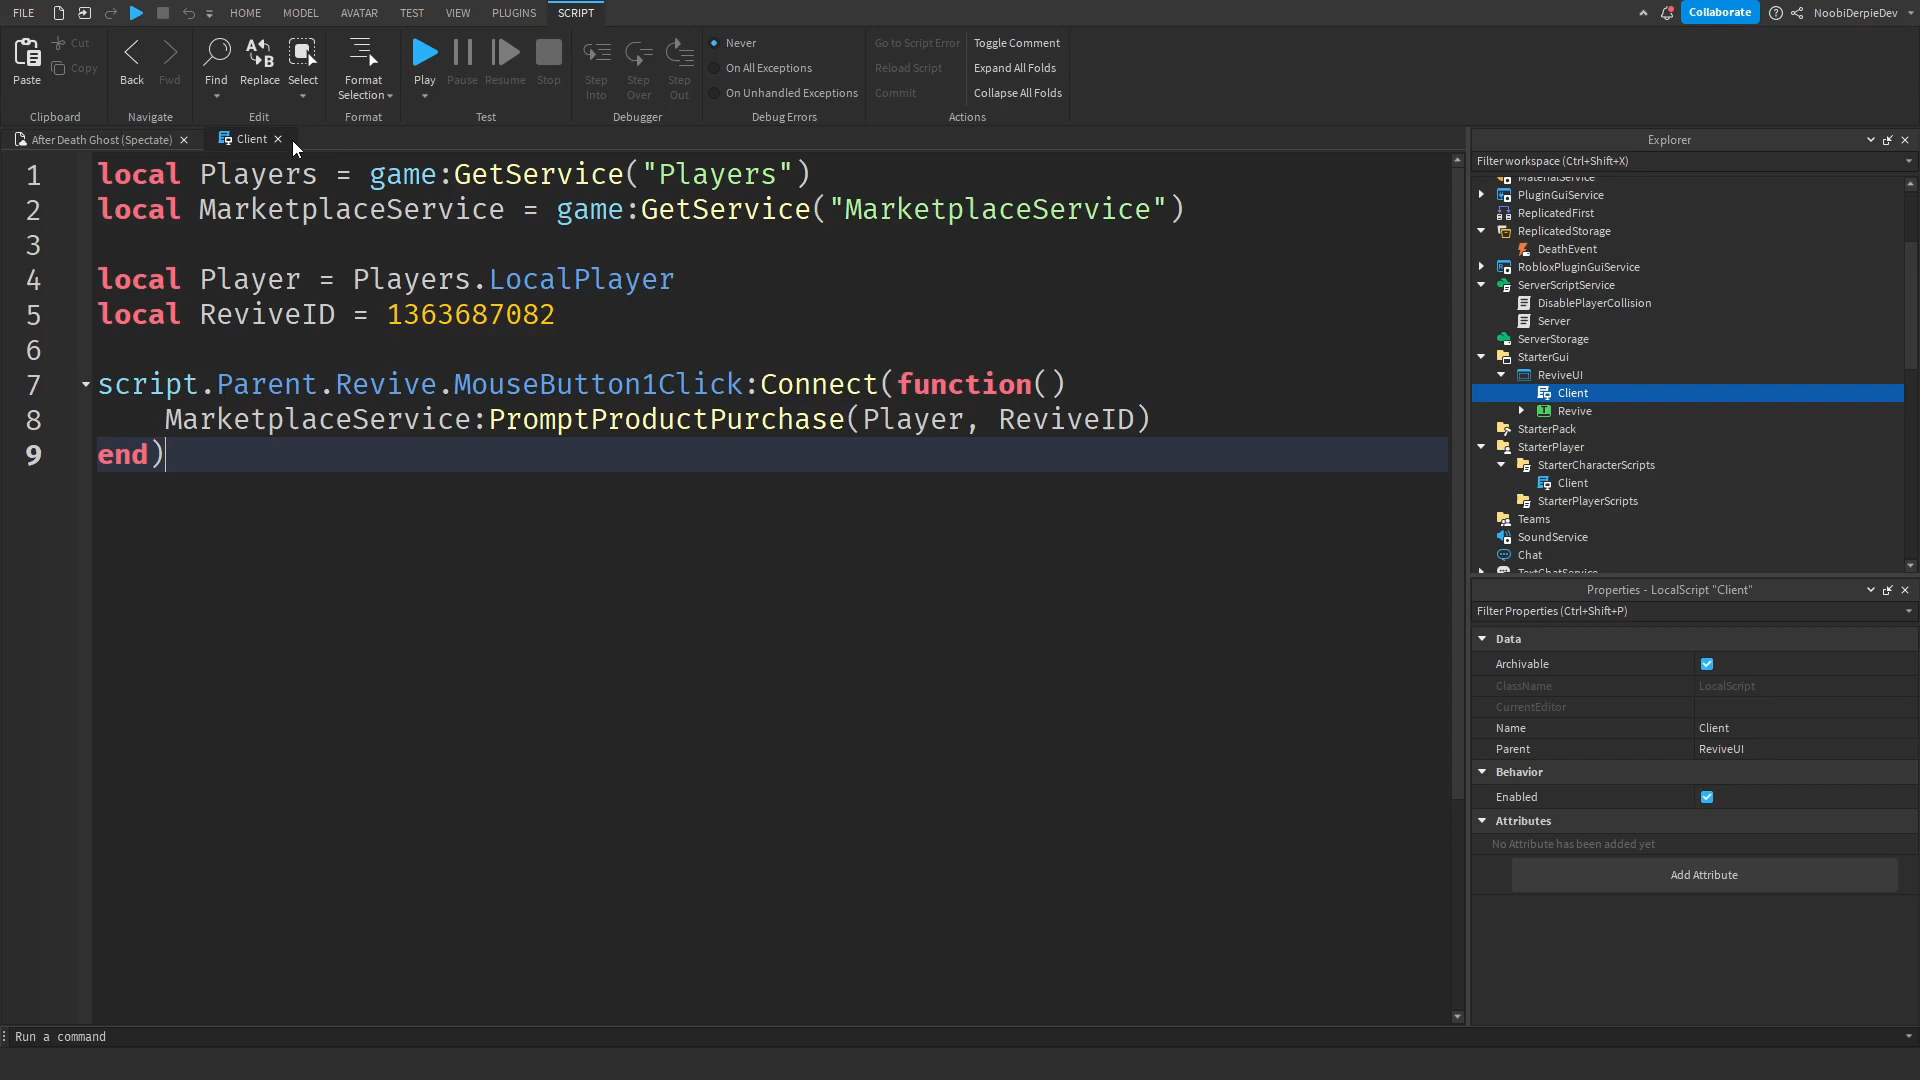 FILE HOME MODEL AVATAR TEST VIEW PLUGINS SCRIPT Collaborate NoobiDerpieDev
Paste Cut Copy
Clipboard
Back Fwd
Navigate
Find Replace Select
Edit
Format Selection
Format
Play Pause Resume Stop
Test
Step Into Step Over Step Out
Debugger
Never
On All Exceptions
On Unhandled Exceptions
Debug Errors
Go to Script Error
Reload Script
Commit
Toggle Comment
Expand All Folds
Collapse All Folds
Actions
After Death Ghost (Spectate) Client
1 local Players = game:GetService("Players")
2 local MarketplaceService = game:GetService("MarketplaceService")
3
4 local Player = Players.LocalPlayer
5 local ReviveID = 1363687082
6
7 script.Parent.Revive.MouseButton1Click:Connect(function()
8 MarketplaceService:PromptProductPurchase(Player, ReviveID)
9 end)
Explorer
Filter workspace (Ctrl+Shift+X)
MaterialService
PluginGuiService
ReplicatedFirst
ReplicatedStorage
DeathEvent
RobloxPluginGuiService
ServerScriptService
DisablePlayerCollision
Server
ServerStorage
StarterGui
ReviveUI
Client
Revive
StarterPack
StarterPlayer
StarterCharacterScripts
Client
StarterPlayerScripts
Teams
SoundService
Chat
TextChatService
Properties - LocalScript "Client"
Filter Properties (Ctrl+Shift+P)
Data
Archivable
ClassName LocalScript
CurrentEditor
Name Client
Parent ReviveUI
Behavior
Enabled
Attributes
No Attribute has been added yet
Add Attribute
Run a command